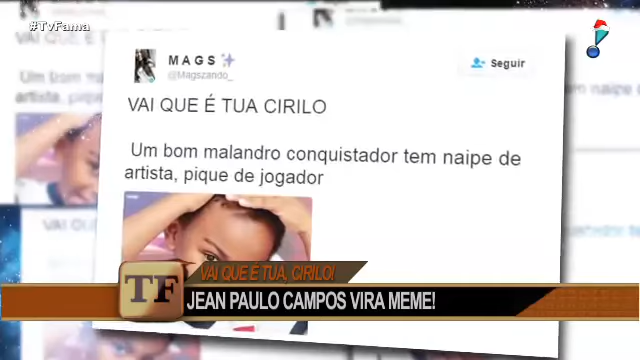 #TvFama
MAGS
@Magszando_
Seguir
VAI QUE É TUA CIRILO
Um bom malandro conquistador tem naipe de
artista, pique de jogador
VAI QUE É TUA, CIRILO!
TF
JEAN PAULO CAMPOS VIRA MEME!